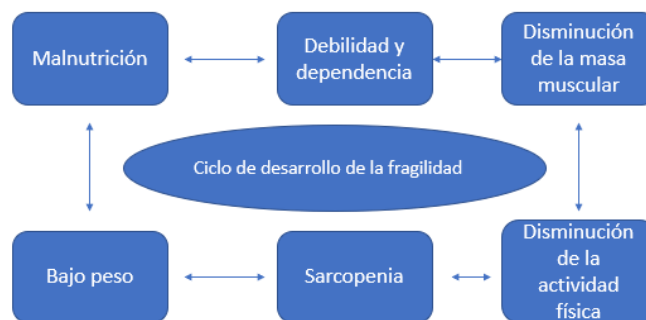 Malnutrición
Debilidad y
dependencia
Disminución
de la masa
muscular
Ciclo de desarrollo de la fragilidad
Bajo peso
Sarcopenia
Disminución
de la
actividad
física